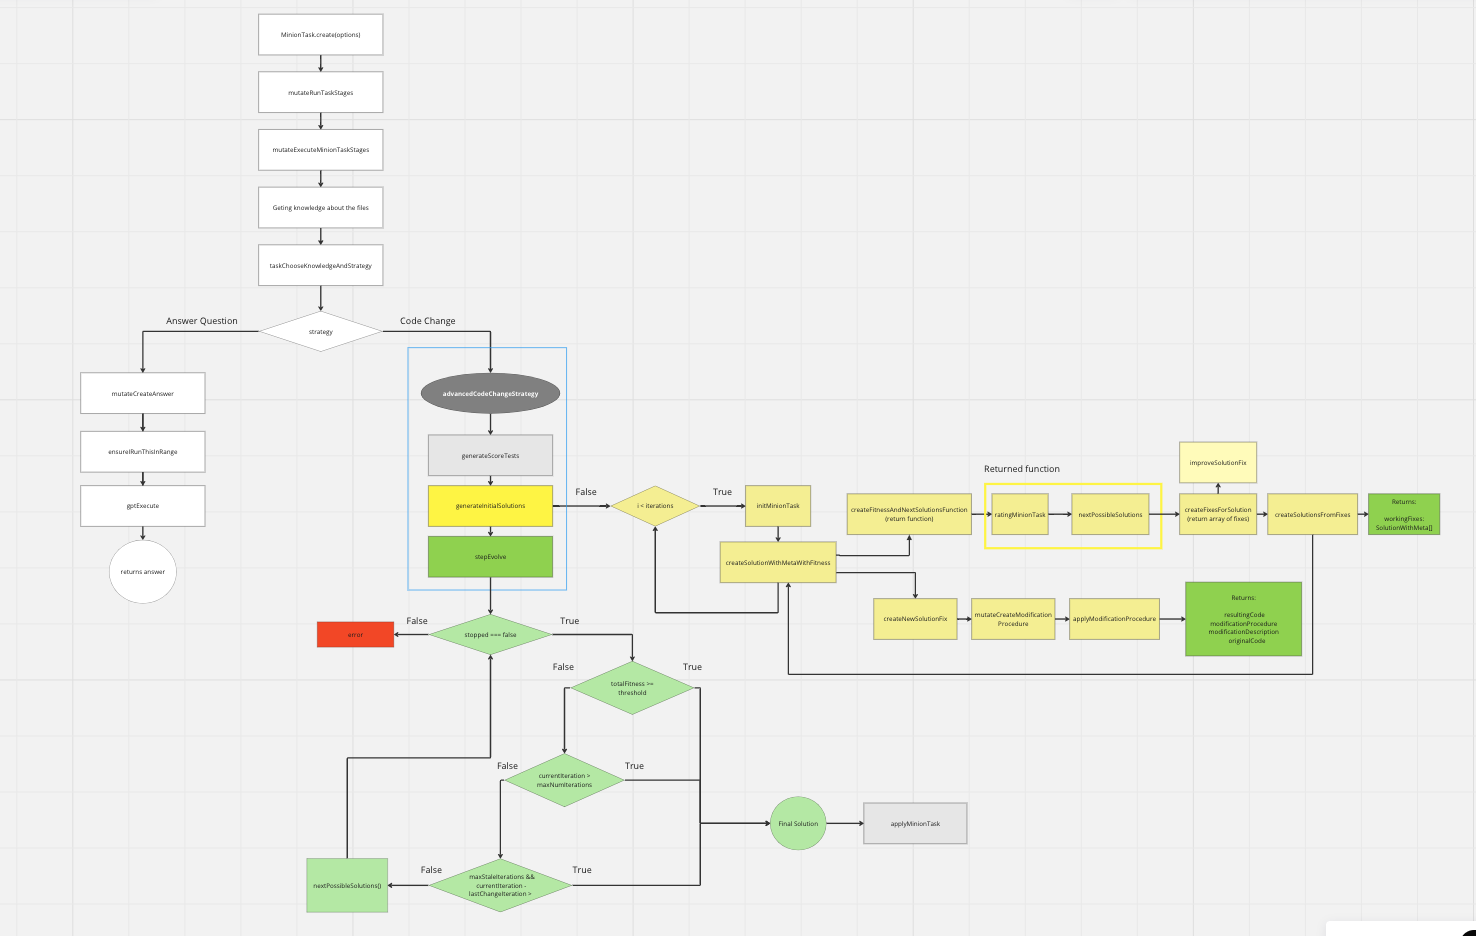 MinionTask.create(options)
mutateRunTaskStages
mutateExecuteMinionTaskStages
Geting knowledge about the files
taskChooseKnowledgeAndStrategy
Answer Question
Code Change
strategy
mutateCreateAnswer
ensureIRunThisInRange
gptExecute
returns answer
advancedCodeChangeStrategy
generateScoreTests
generateInitialSolutions
stepEvolve
False
i < iterations
True
initMinionTask
createSolutionWithMetaWithFitness
createFitnessAndNextSolutionsFunction
(return function)
Returned function
ratingMinionTask
nextPossibleSolutions
improveSolutionFix
createFixesForSolution
(return array of fixes)
createSolutionsFromFixes
Returns:
workingFixes:
SolutionWithMeta[]
createNewSolutionFix
mutateCreateModification
Procedure
applyModificationProcedure
Returns:
resultingCode
modificationProcedure
modificationDescription
originalCode
error
False
stopped === false
True
False
totalFitness >=
threshold
True
False
currentIteration >
maxNumIterations
True
Final Solution
applyMinionTask
nextPossibleSolutions()
False
maxStaleIterations &&
currentIteration -
lastChangeIteration >
True